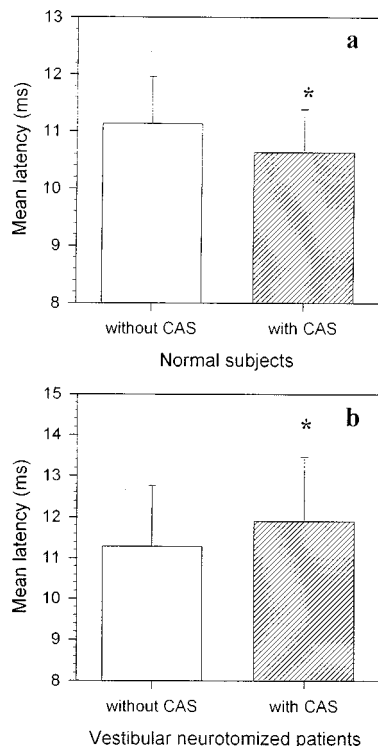 13
a
12
*
11
10
9
8
Mean latency (ms)
without CAS
with CAS
Normal subjects
15
b
14
*
13
12
11
10
9
8
Mean latency (ms)
without CAS
with CAS
Vestibular neurotomized patients